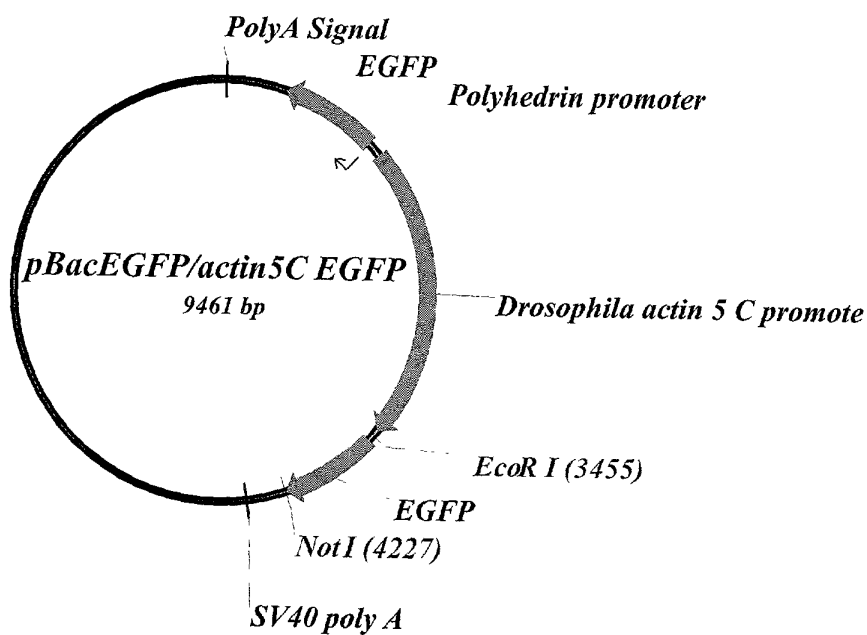 PolyA Signal
EGFP
Polyhedrin promoter
pBacEGFP/actin5C EGFP
9461 bp
Drosophila actin 5 C promote
EcoR I (3455)
EGFP
Not I (4227)
SV40 poly A